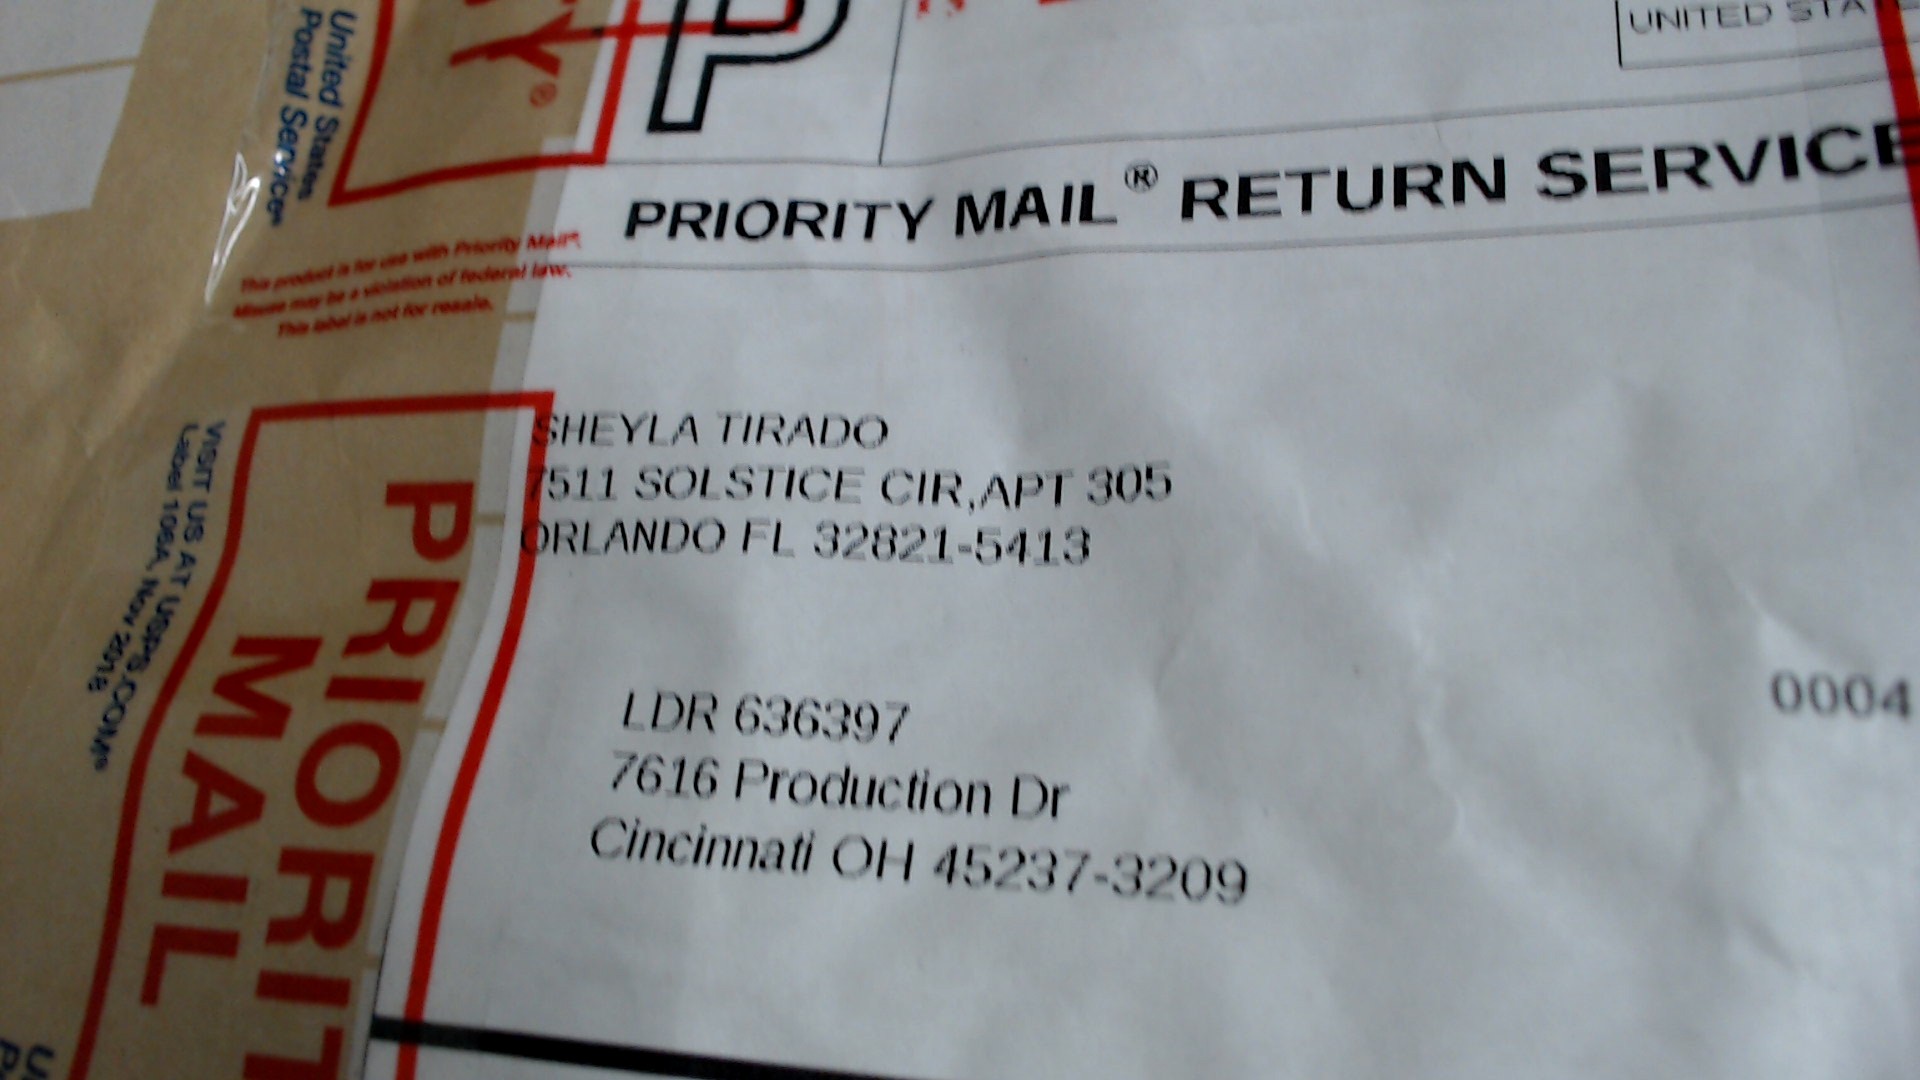 United States
Postal Service®
TY®
P
UNITED STA
PRIORITY MAIL® RETURN SERVICE
This product is for use with Priority Mail®.
Misuse may be a violation of federal law.
This label is not for resale.
SHEYLA TIRADO
7511 SOLSTICE CIR,APT 305
ORLANDO FL 32821-5413
VISIT US AT USPS.COM®
Label 106A, Nov 2018
PRIORIT
MAIL
LDR 636397
0004
7616 Production Dr
Cincinnati OH 45237-3209